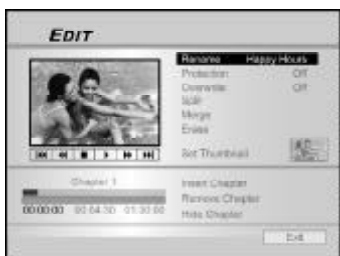 EDIT
Rename Happy Hours
Protection Off
Overwrite Off
Split
Merge
Erase
Set Thumbnail
Chapter 1
00:00:00 00:04:30 01:30:00
Insert Chapter
Remove Chapter
Hide Chapter
Exit